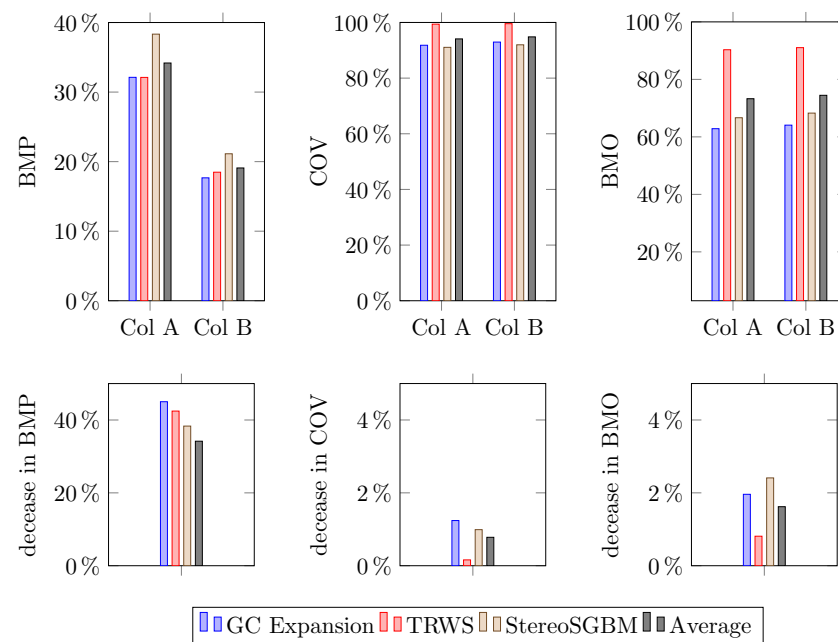 40 %
30 %
20 %
10 %
0 %
BMP
Col A Col B
100 %
80 %
60 %
40 %
20 %
0 %
COV
Col A Col B
100 %
80 %
60 %
40 %
20 %
BMO
Col A Col B
40 %
20 %
0 %
decease in BMP
4 %
2 %
0 %
decease in COV
4 %
2 %
0 %
decease in BMO
GC Expansion TRWS StereoSGBM Average